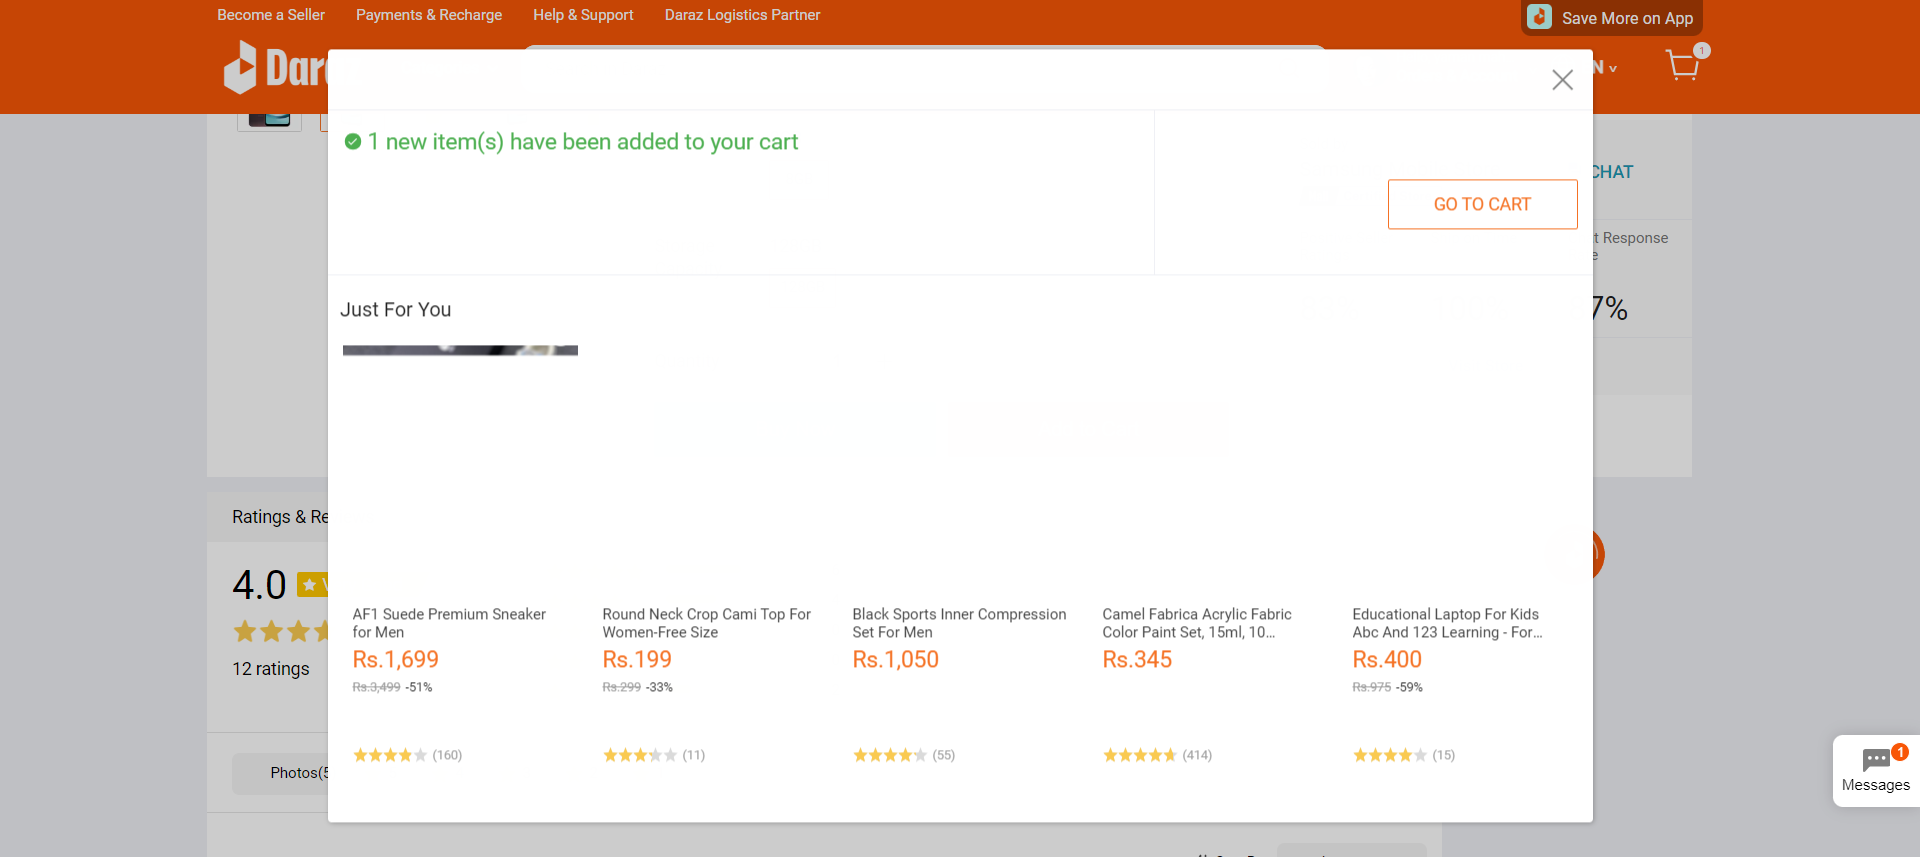 Become a Seller
Payments & Recharge
Help & Support
Daraz Logistics Partner
Save More on App
1
1 new item(s) have been added to your cart
CHAT
GO TO CART
Response
7%
Just For You
Ratings &
4.0
12 ratings
AF1 Suede Premium Sneaker
for Men
Rs.1,699
Rs.3,499 -51%
(160)
Round Neck Crop Cami Top For
Women-Free Size
Rs.199
Rs.299 -33%
(11)
Black Sports Inner Compression
Set For Men
Rs.1,050
(55)
Camel Fabrica Acrylic Fabric
Color Paint Set, 15ml, 10...
Rs.345
(414)
Educational Laptop For Kids
Abc And 123 Learning - For...
Rs.400
Rs.975 -59%
(15)
Photos(5
1
Messages